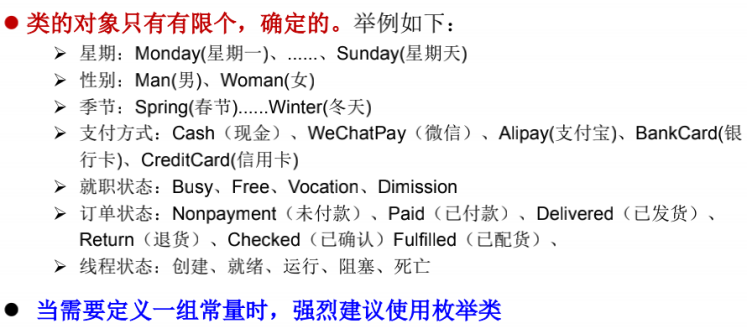 ● 类的对象只有有限个，确定的。举例如下：
➢ 星期：Monday(星期一)、......、Sunday(星期天)
➢ 性别：Man(男)、Woman(女)
➢ 季节：Spring(春节)......Winter(冬天)
➢ 支付方式：Cash（现金）、WeChatPay（微信）、Alipay(支付宝)、BankCard(银
行卡)、CreditCard(信用卡)
➢ 就职状态：Busy、Free、Vocation、Dimission
➢ 订单状态：Nonpayment（未付款）、Paid（已付款）、Delivered（已发货）、
Return（退货）、Checked（已确认）Fulfilled（已配货）、
➢ 线程状态：创建、就绪、运行、阻塞、死亡
● 当需要定义一组常量时，强烈建议使用枚举类